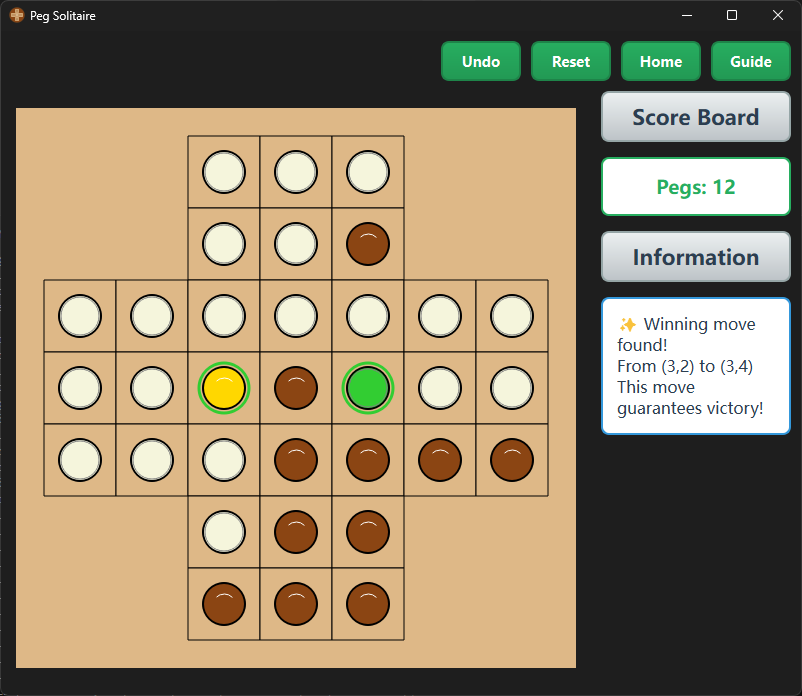 Peg Solitaire
Undo Reset Home Guide
Score Board
Pegs: 12
Information
✨ Winning move
found!
From (3,2) to (3,4)
This move
guarantees victory!